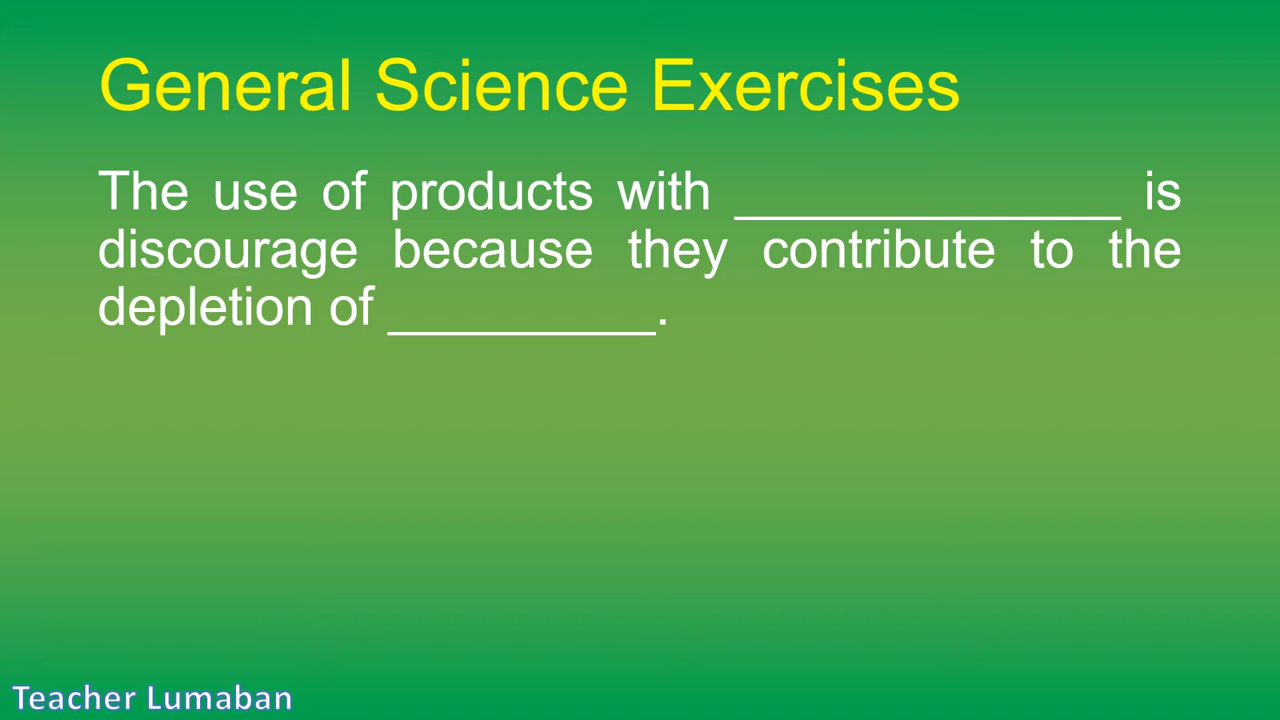 General Science Exercises
The use of products with ______________ is
discourage because they contribute to the
depletion of __________.
Teacher Lumaban